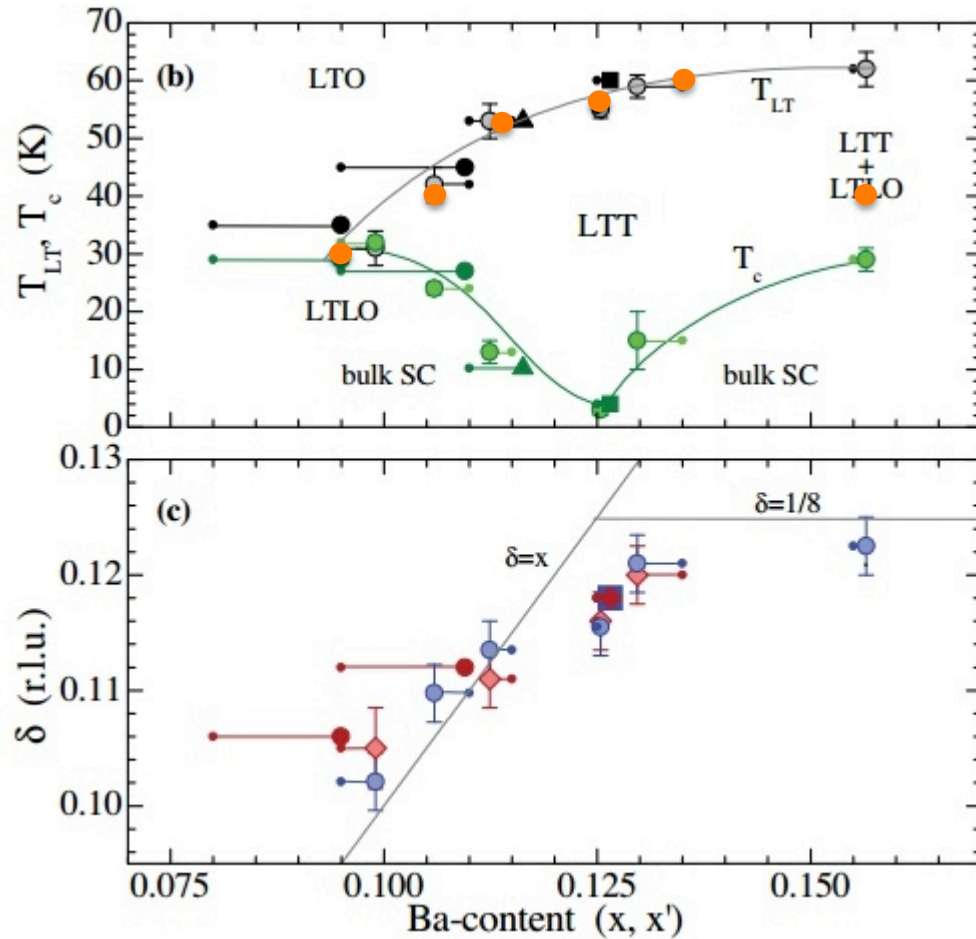 70
60
50
40
30
20
10
0
T_LT, T_c (K)
(b)
LTO
T_LT
LTT
+
LTLO
LTT
T_c
LTLO
bulk SC
bulk SC
0.13
0.12
0.11
0.10
δ (r.l.u.)
(c)
δ=1/8
δ=x
0.075
0.100
0.125
0.150
Ba-content (x, x')